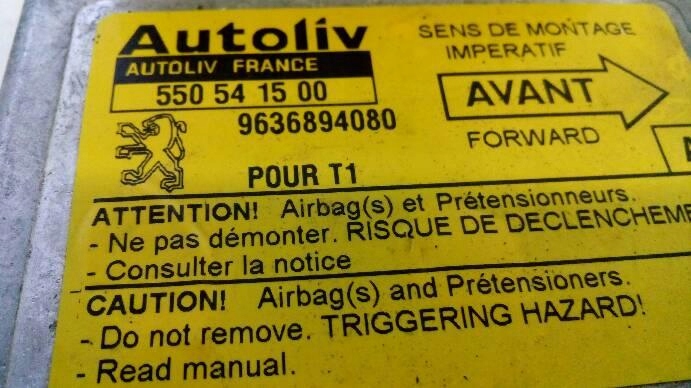 Autoliv
AUTOLIV FRANCE
550 54 15 00
9636894080
POUR T1
SENS DE MONTAGE
IMPERATIF
AVANT
FORWARD
A
ATTENTION! Airbag(s) et Prétensionneurs.
- Ne pas démonter. RISQUE DE DECLENCHEME
- Consulter la notice
CAUTION! Airbag(s) and Prétensioners.
- Do not remove. TRIGGERING HAZARD!
- Read manual.